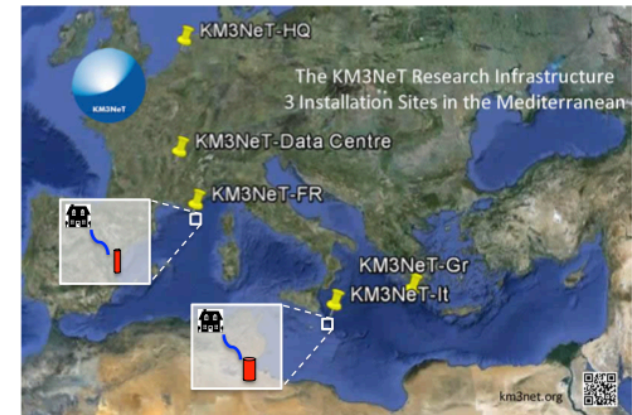 KM3NeT-HQ
KM3NeT
The KM3NeT Research Infrastructure
3 Installation Sites in the Mediterranean
KM3NeT-Data Centre
KM3NeT-FR
KM3NeT-Gr
KM3NeT-It
km3net.org